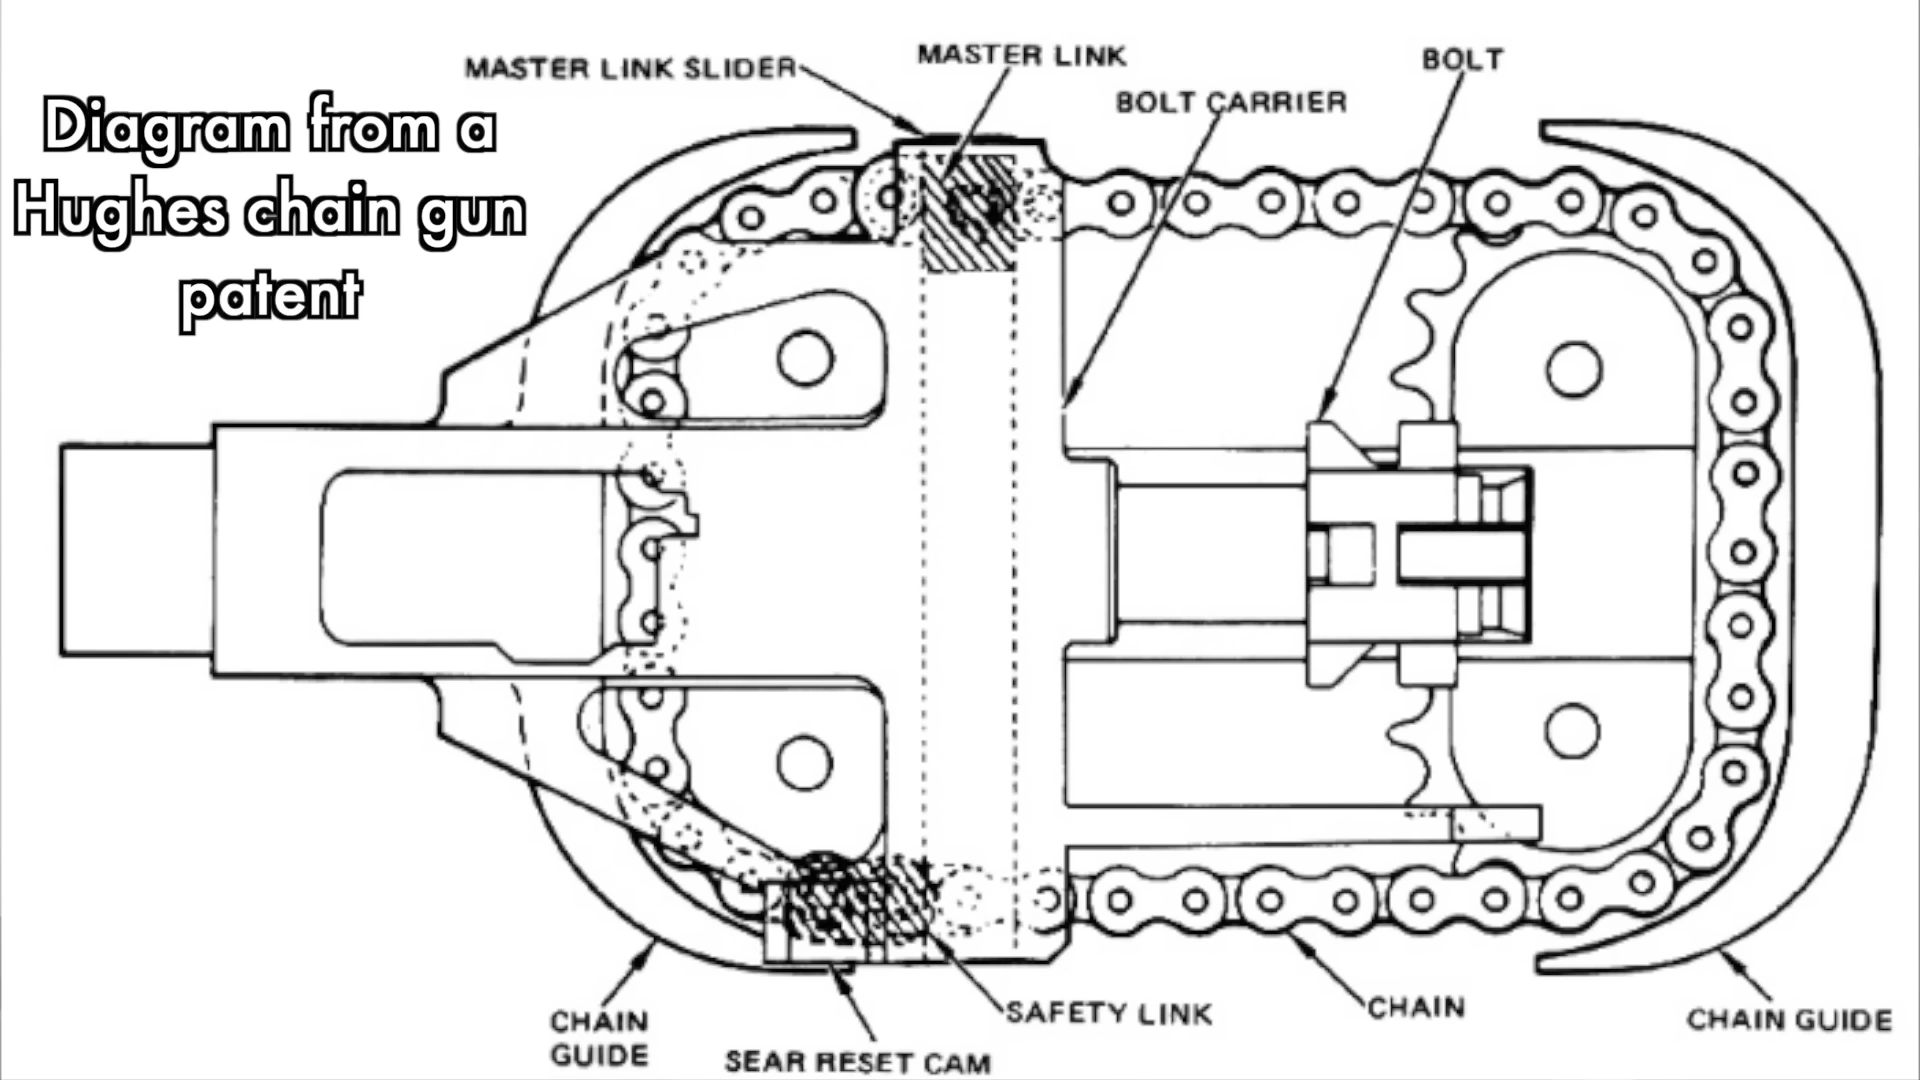 Diagram from a
Hughes chain gun
patent
MASTER LINK SLIDER
MASTER LINK
BOLT CARRIER
BOLT
CHAIN
GUIDE
SEAR RESET CAM
SAFETY LINK
CHAIN
CHAIN GUIDE